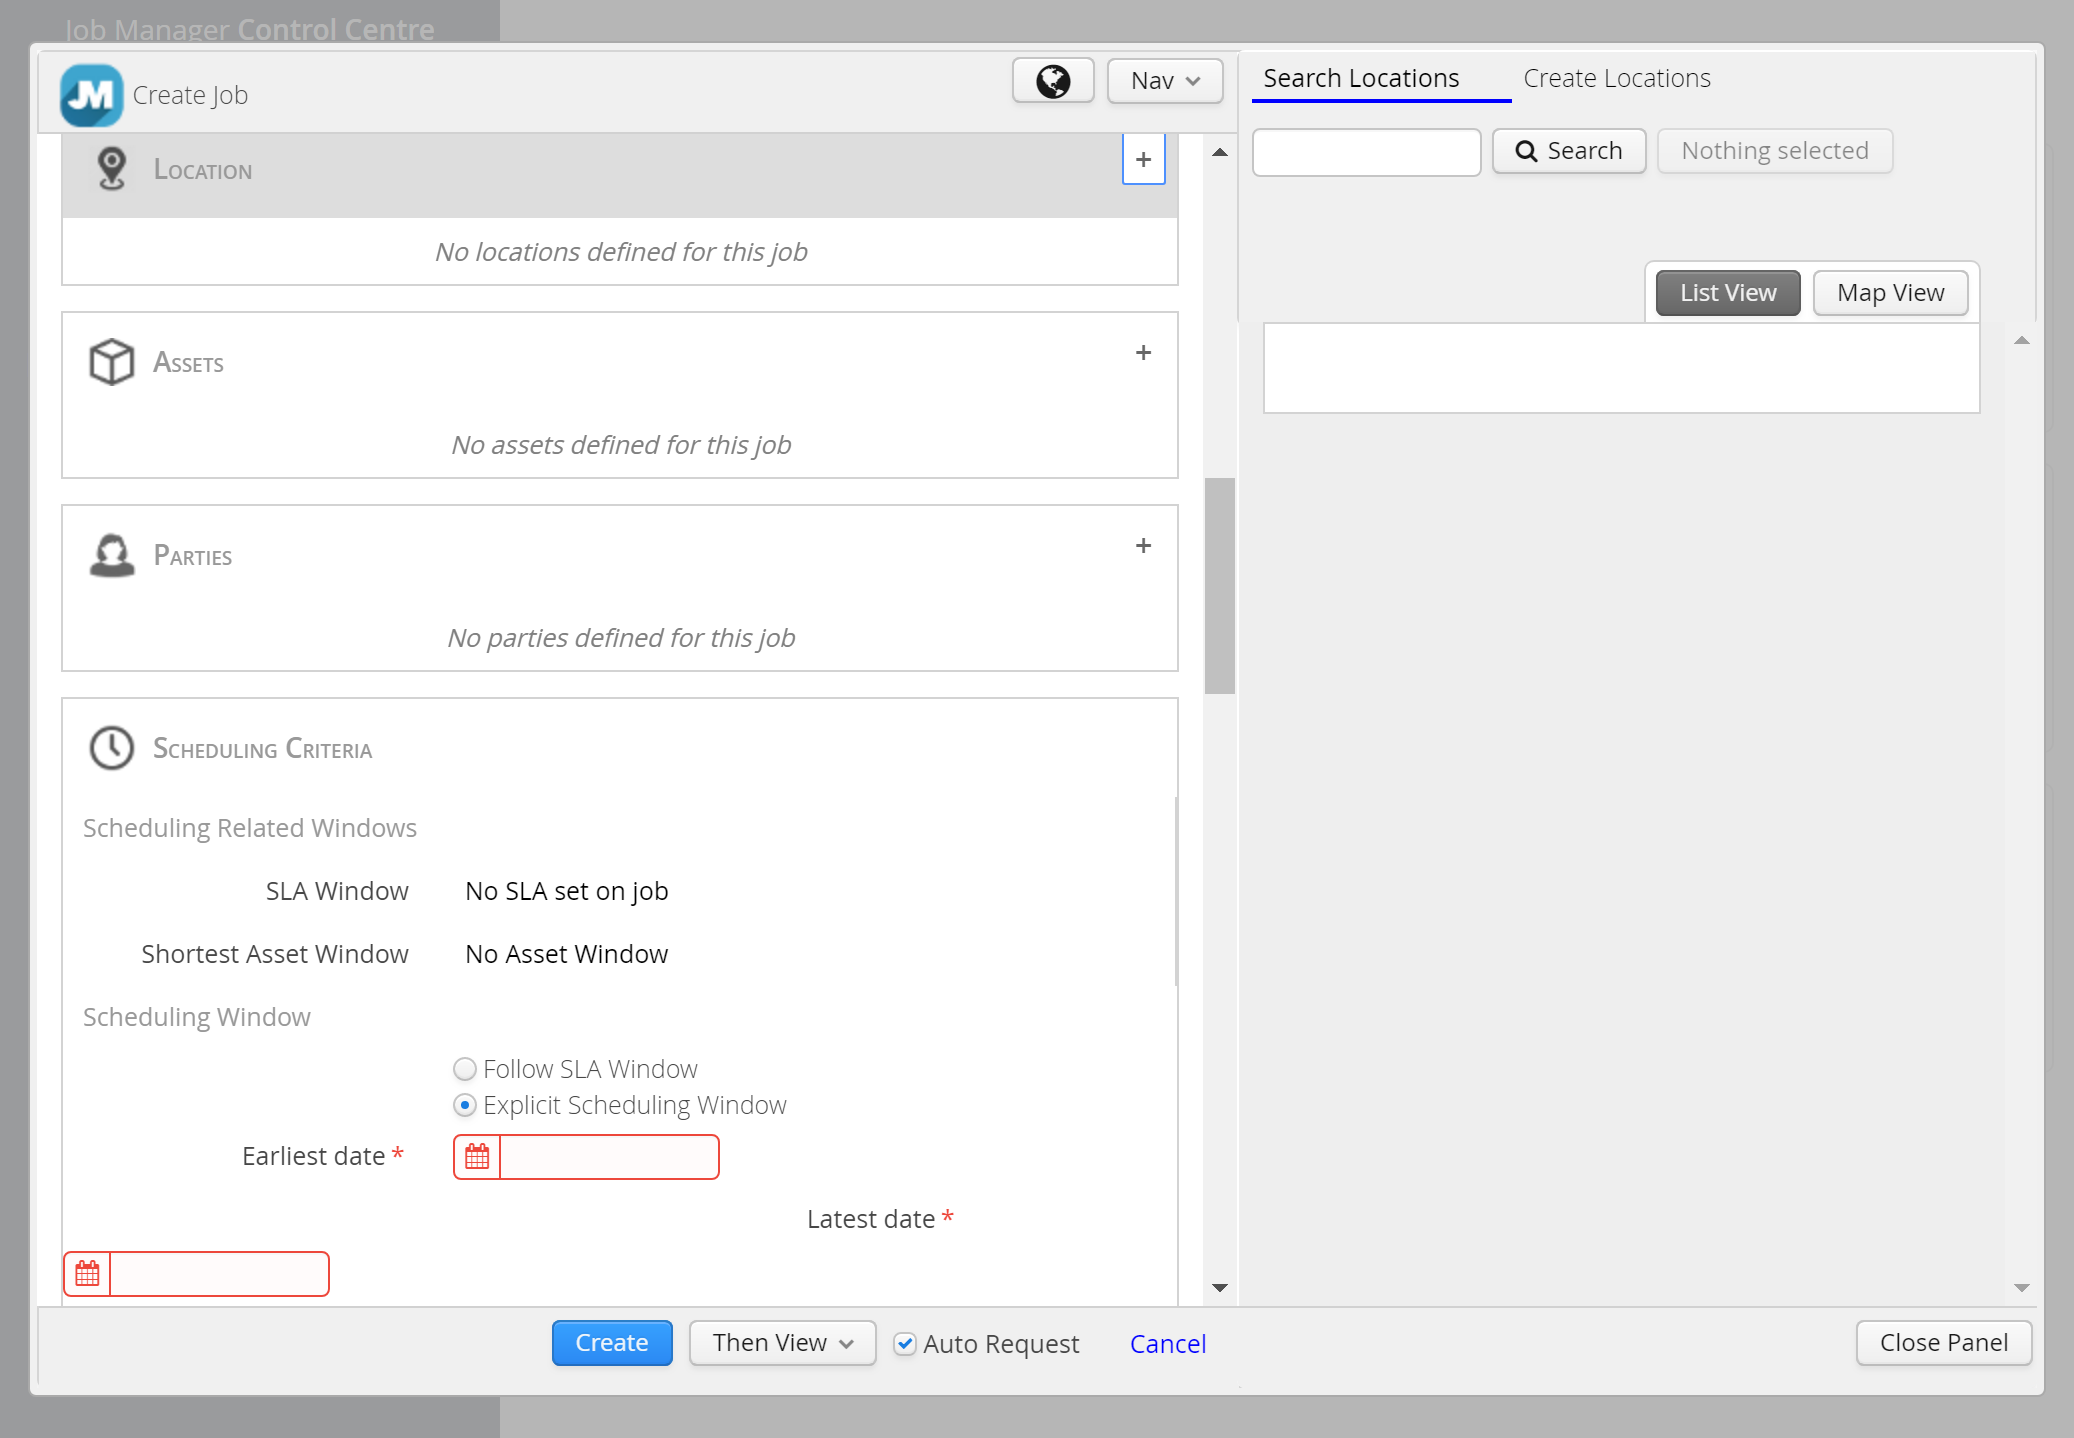 Job Manager Control Centre
JM
Create Job
Nav
Location
+
No locations defined for this job
Assets
+
No assets defined for this job
Parties
+
No parties defined for this job
Scheduling Criteria
Scheduling Related Windows
SLA Window No SLA set on job
Shortest Asset Window No Asset Window
Scheduling Window
Follow SLA Window
Explicit Scheduling Window
Earliest date *
Latest date *
Create Then View Auto Request Cancel
Search Locations Create Locations
Search Nothing selected
List View Map View
Close Panel